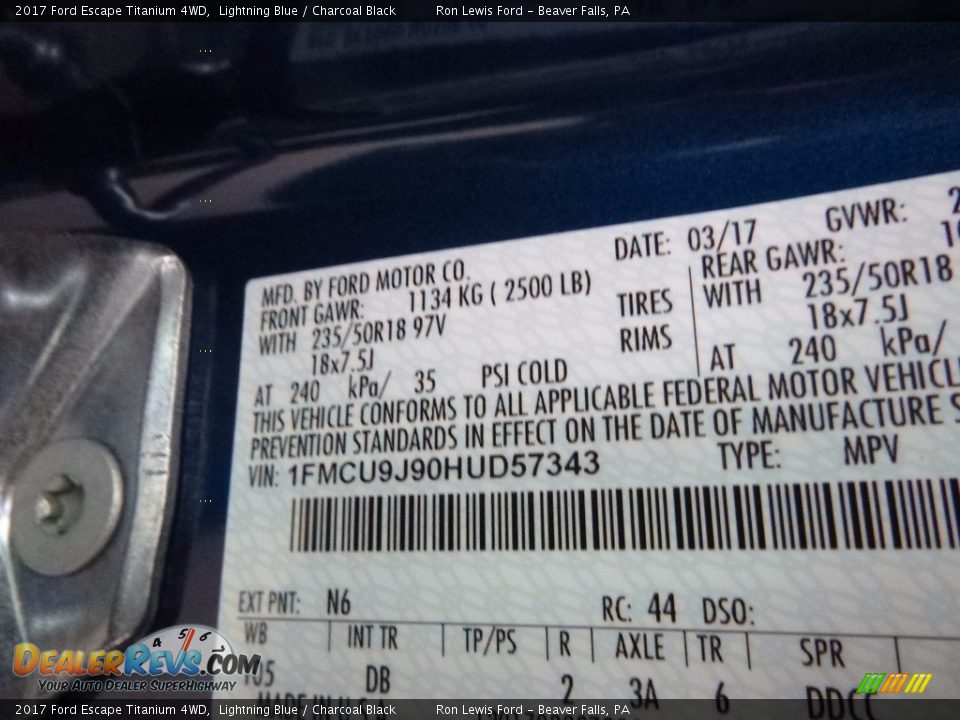 2017 Ford Escape Titanium 4WD, Lightning Blue / Charcoal Black Ron Lewis Ford - Beaver Falls, PA
MFD. BY FORD MOTOR CO. DATE: 03/17 GVWR:
FRONT GAWR: 1134 KG ( 2500 LB) REAR GAWR:
WITH 235/50R18 97V TIRES WITH 235/50R18
18x7.5J RIMS 18x7.5J
AT 240 kPa/ 35 PSI COLD AT 240 kPa/
THIS VEHICLE CONFORMS TO ALL APPLICABLE FEDERAL MOTOR VEHICL
PREVENTION STANDARDS IN EFFECT ON THE DATE OF MANUFACTURE S
VIN: 1FMCU9J90HUD57343 TYPE: MPV
EXT PNT: N6 RC: 44 DSO:
WB INT TR TP/PS R AXLE TR SPR
105 DB 2 3A 6
DEALERREVS.COM
YOUR AUTO DEALER SUPERHIGHWAY
2017 Ford Escape Titanium 4WD, Lightning Blue / Charcoal Black Ron Lewis Ford - Beaver Falls, PA